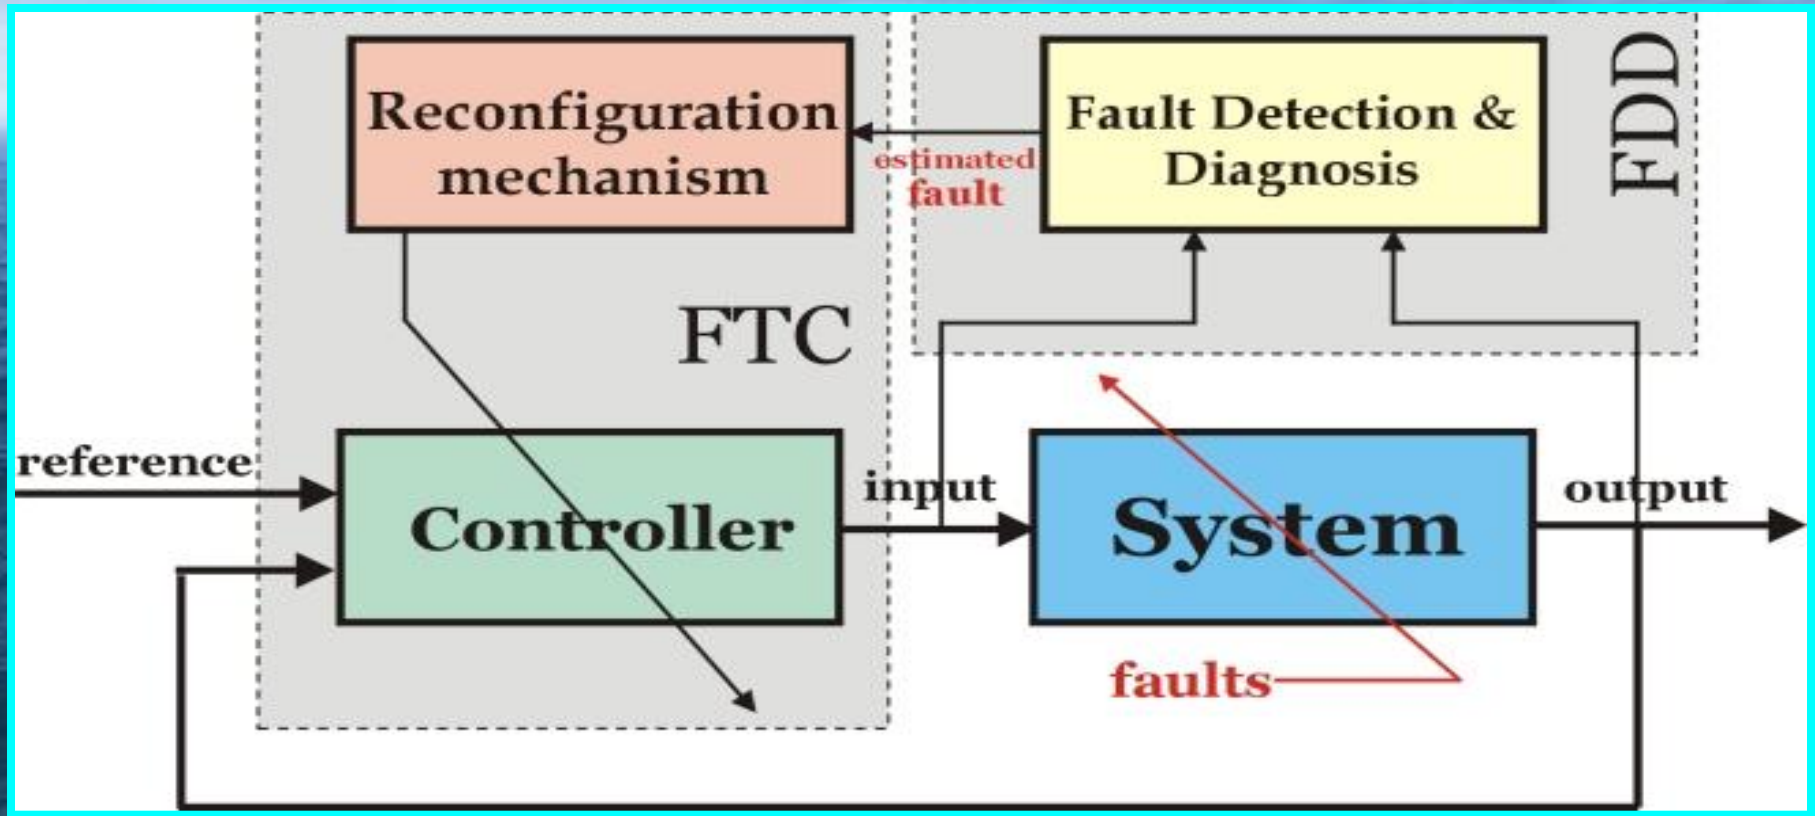 Reconfiguration
mechanism
estimated
fault
Fault Detection &
Diagnosis
FDD
FTC
reference
Controller
input
System
output
faults